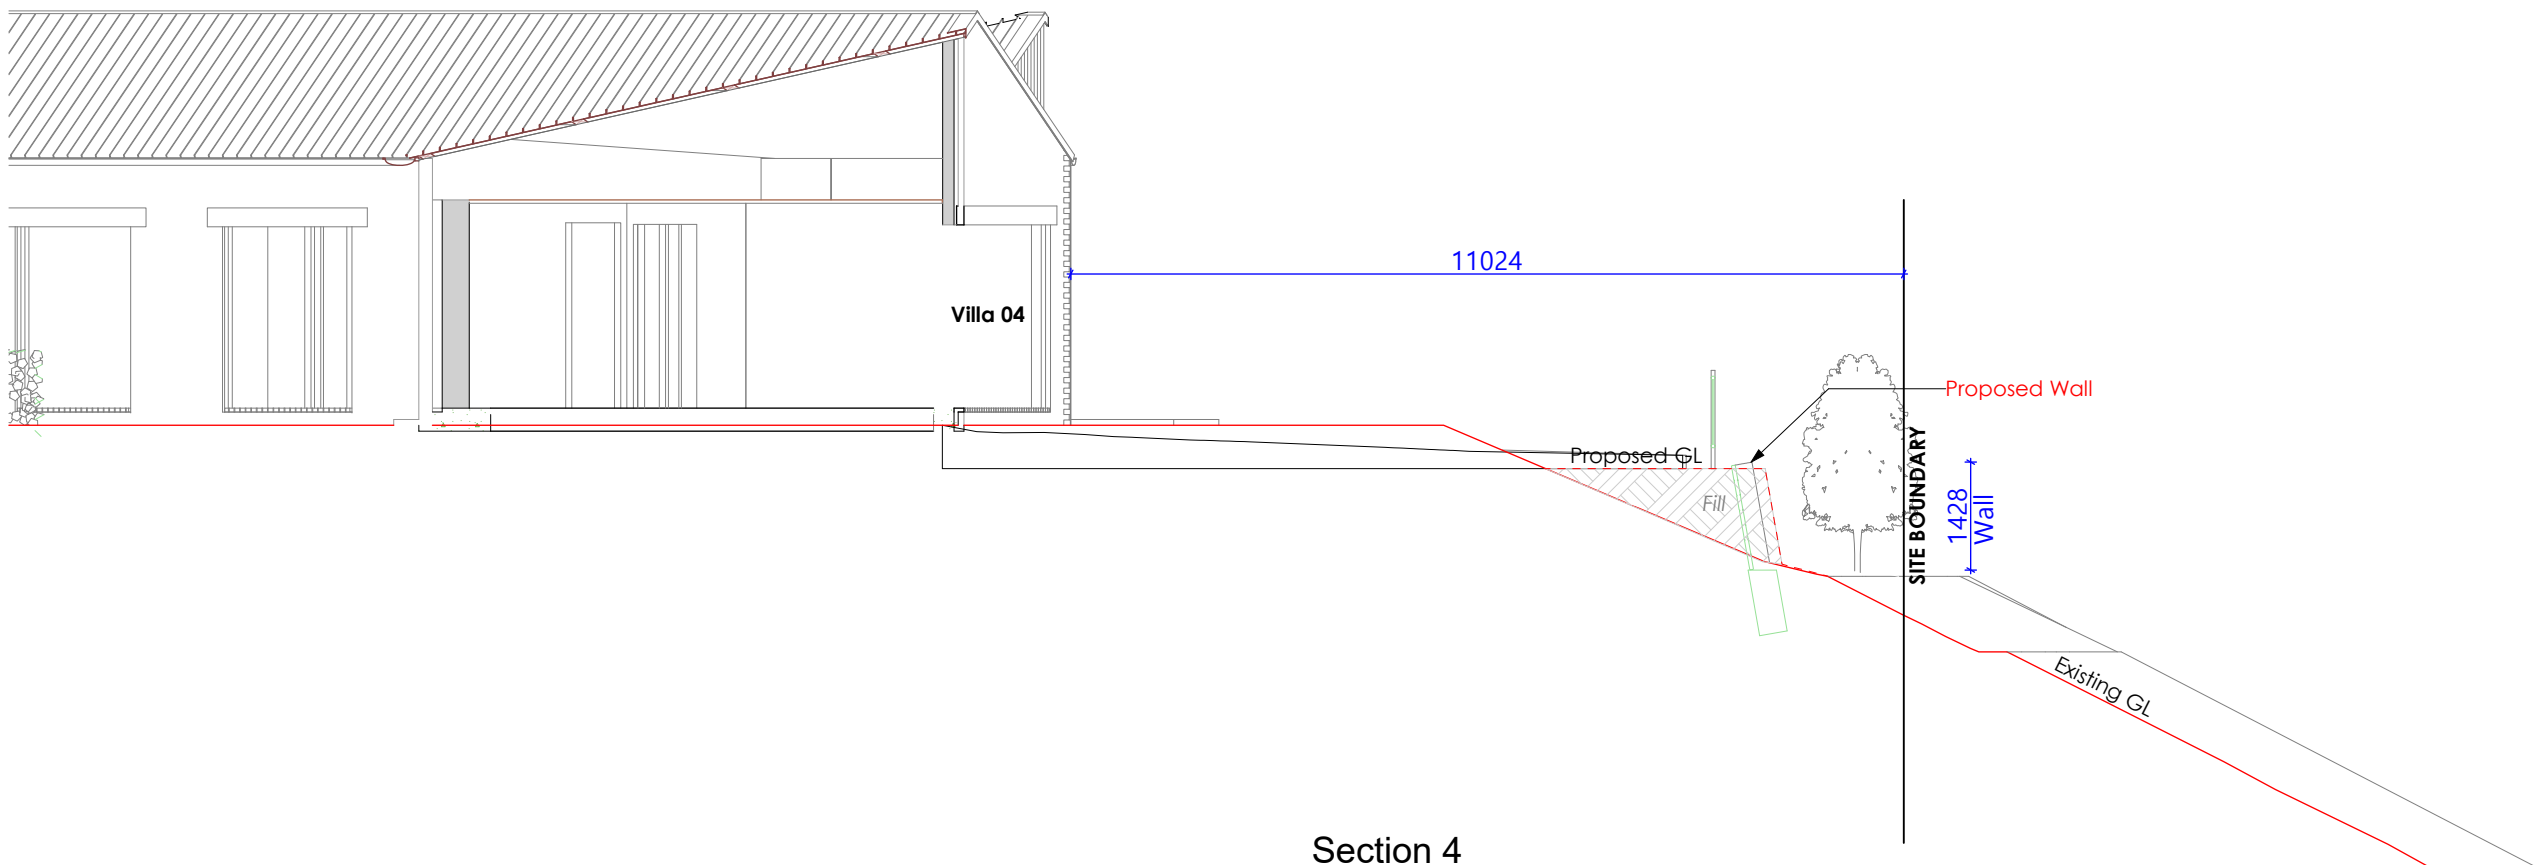 11024
Villa 04
Proposed Wall
Proposed GL
Fill
SITE BOUNDARY
1428
Wall
Existing GL
Section 4